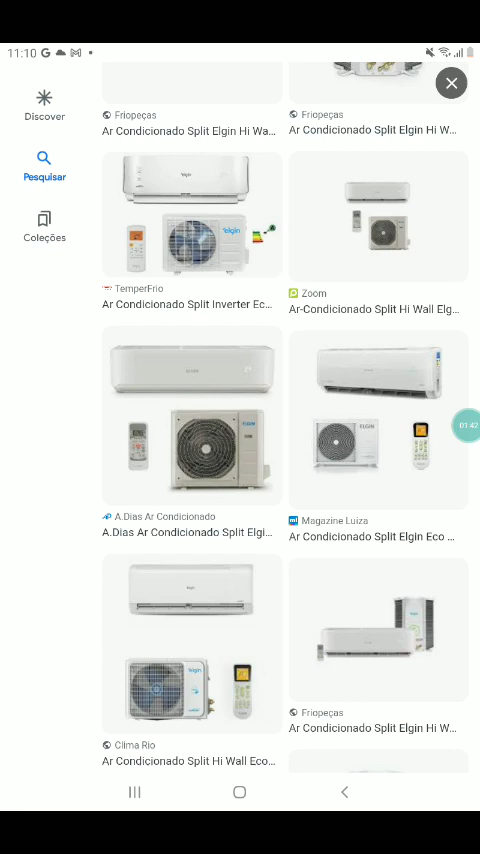 11:10
Discover
Pesquisar
Coleções
Friopeças
Ar Condicionado Split Elgin Hi Wa...
Friopeças
Ar Condicionado Split Elgin Hi W...
elgin
TemperFrio
Ar Condicionado Split Inverter Ec...
Zoom
Ar-Condicionado Split Hi Wall Elg...
ELGIN
A.Dias Ar Condicionado
A.Dias Ar Condicionado Split Elgi...
ELGIN
01:42
Magazine Luiza
Ar Condicionado Split Elgin Eco ...
elgin
Clima Rio
Ar Condicionado Split Hi Wall Eco...
Friopeças
Ar Condicionado Split Elgin Hi W...